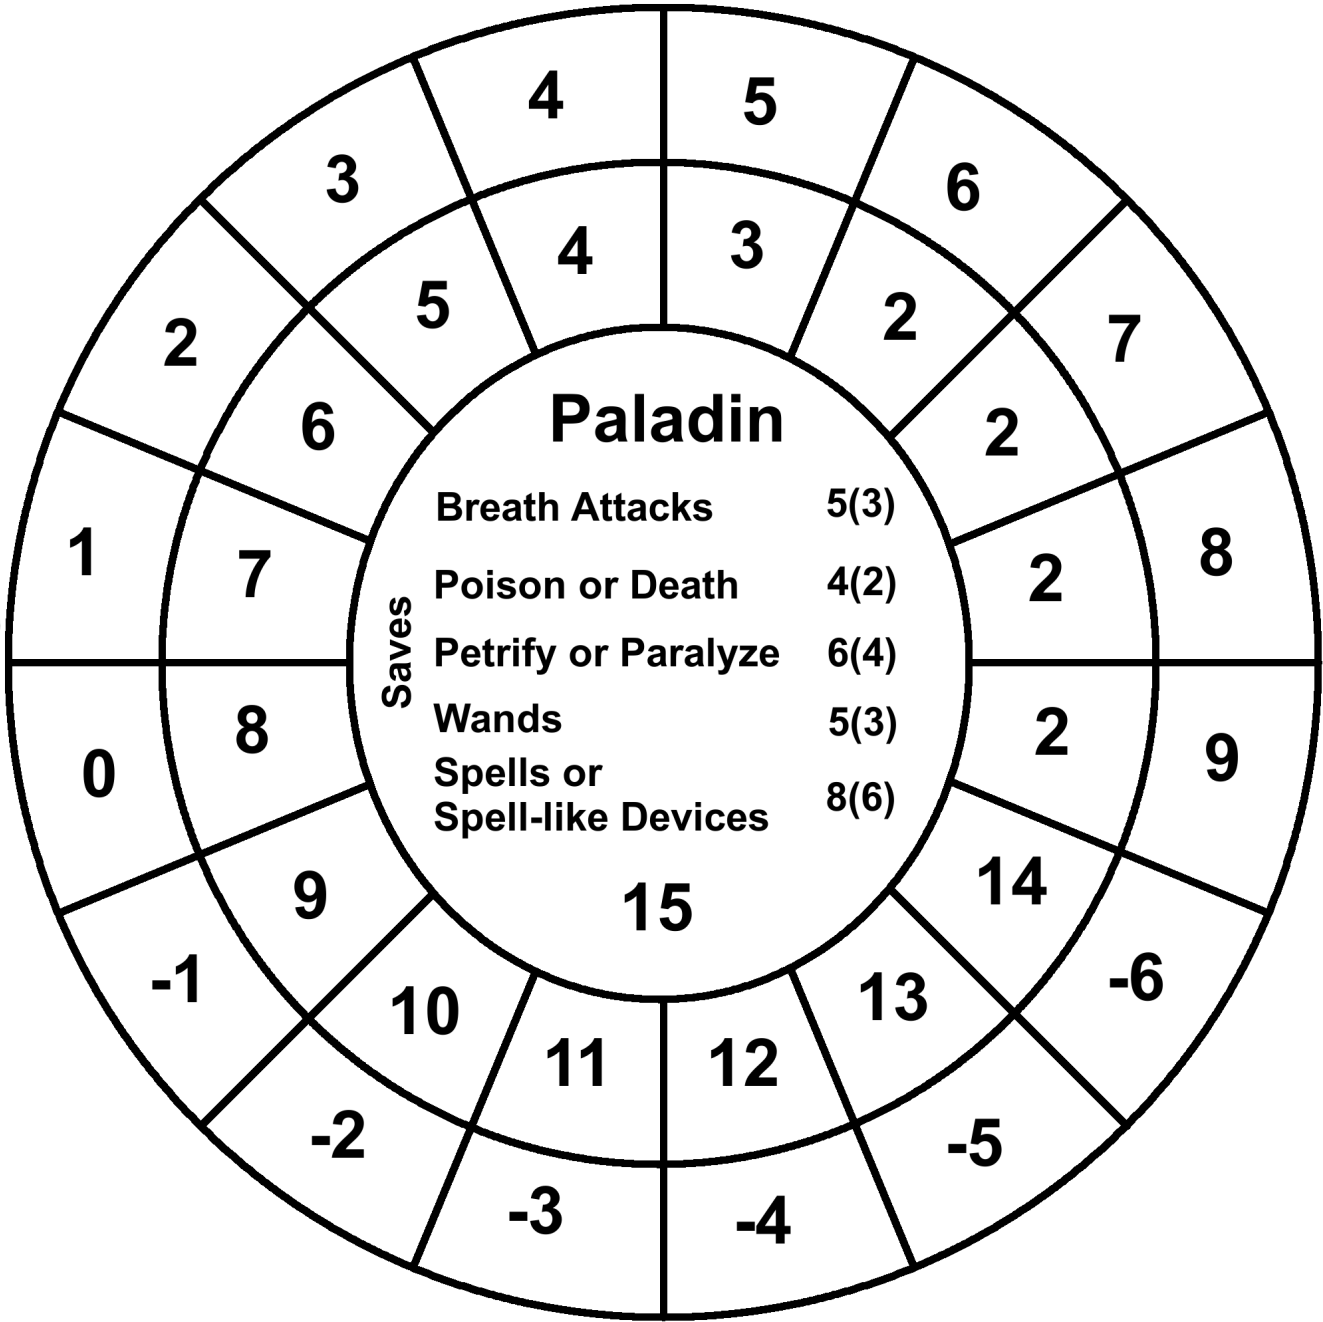 4 5
3 6
4 3
5 2
2 7
6 2
Paladin
Breath Attacks 5(3)
1 8
7 2
Poison or Death 4(2)
Saves
Petrify or Paralyze 6(4)
Wands 5(3)
8 2
0 9
Spells or
Spell-like Devices 8(6)
9 14
15
-1 -6
10 13
11 12
-2 -5
-3 -4